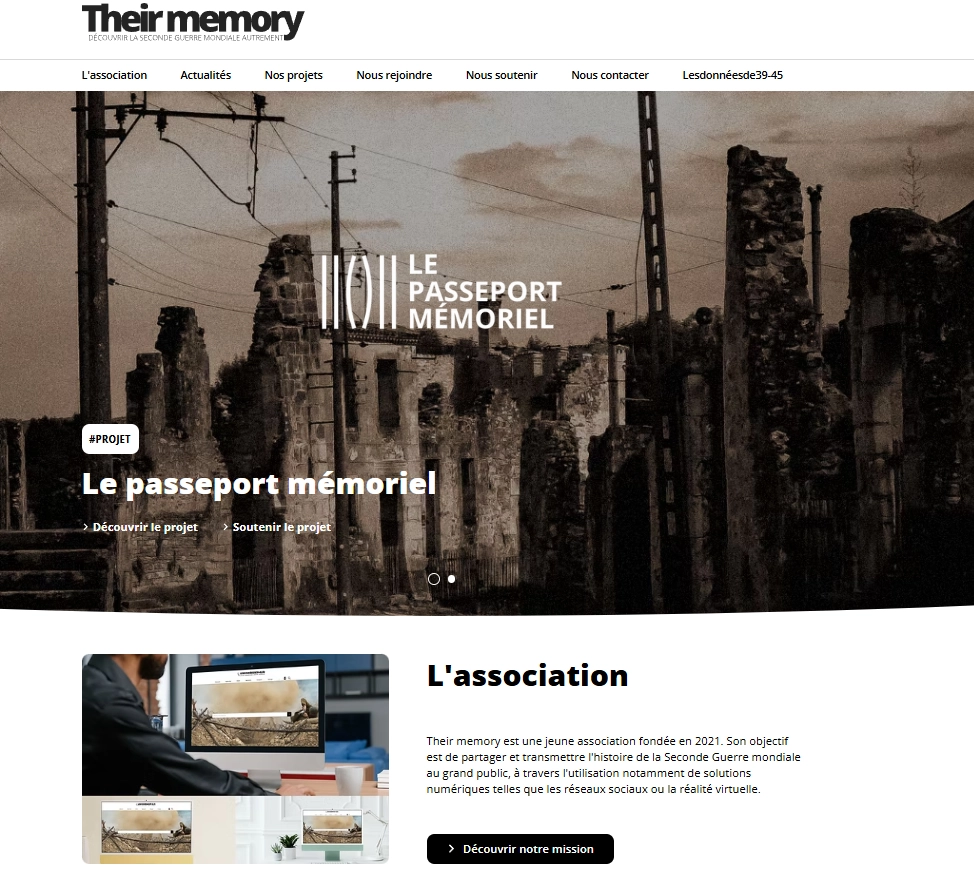 Their memory
DÉCOUVRIR LA SECONDE GUERRE MONDIALE AUTREMENT
L'association Actualités Nos projets Nous rejoindre Nous soutenir Nous contacter Lesdonnéesde39-45
LE
PASSEPORT
MÉMORIEL
#PROJET
Le passeport mémoriel
Découvrir le projet Soutenir le projet
L'association
Their memory est une jeune association fondée en 2021. Son objectif
est de partager et transmettre l'histoire de la Seconde Guerre mondiale
au grand public, à travers l'utilisation notamment de solutions
numériques telles que les réseaux sociaux ou la réalité virtuelle.
Découvrir notre mission